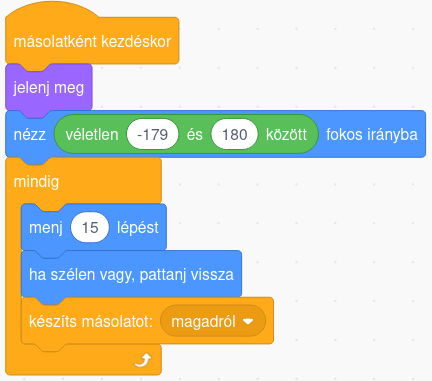 másolatként kezdéskor
jelenj meg
nézz véletlen -179 és 180 között fokos irányba
mindig
menj 15 lépést
ha szélen vagy, pattanj vissza
készíts másolatot: magadról